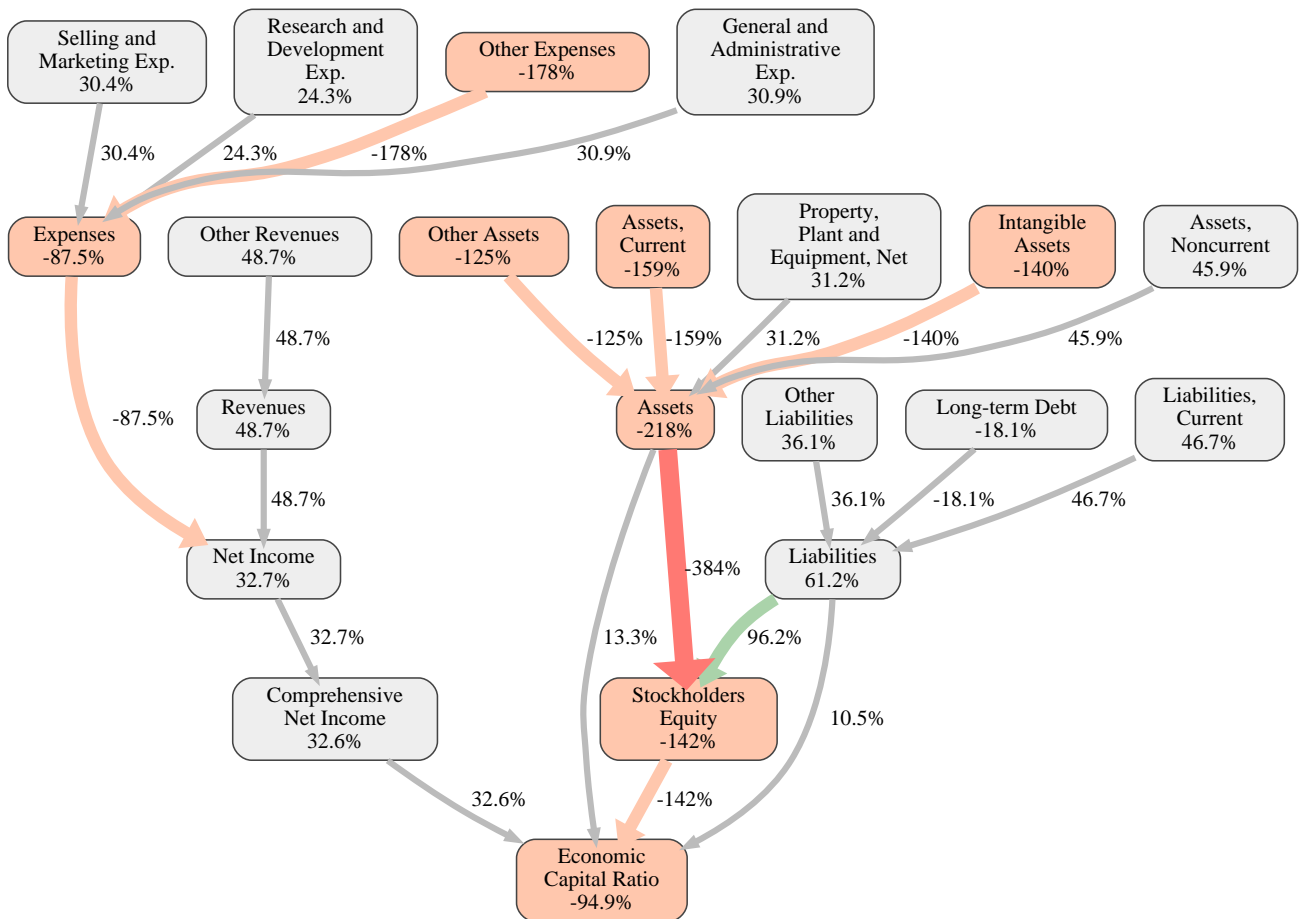 Selling and
Marketing Exp.
30.4%
Research and
Development
Exp.
24.3%
Other Expenses
-178%
General and
Administrative
Exp.
30.9%
30.4%
24.3%
-178%
30.9%
Expenses
-87.5%
Other Revenues
48.7%
Other Assets
-125%
Assets,
Current
-159%
Property,
Plant and
Equipment, Net
31.2%
Intangible
Assets
-140%
Assets,
Noncurrent
45.9%
48.7%
-125%
-159%
31.2%
-140%
45.9%
-87.5%
Revenues
48.7%
Assets
-218%
Other
Liabilities
36.1%
Long-term Debt
-18.1%
Liabilities,
Current
46.7%
48.7%
36.1%
-18.1%
46.7%
Net Income
32.7%
-384%
Liabilities
61.2%
32.7%
13.3%
96.2%
Comprehensive
Net Income
32.6%
Stockholders
Equity
-142%
10.5%
32.6%
-142%
Economic
Capital Ratio
-94.9%